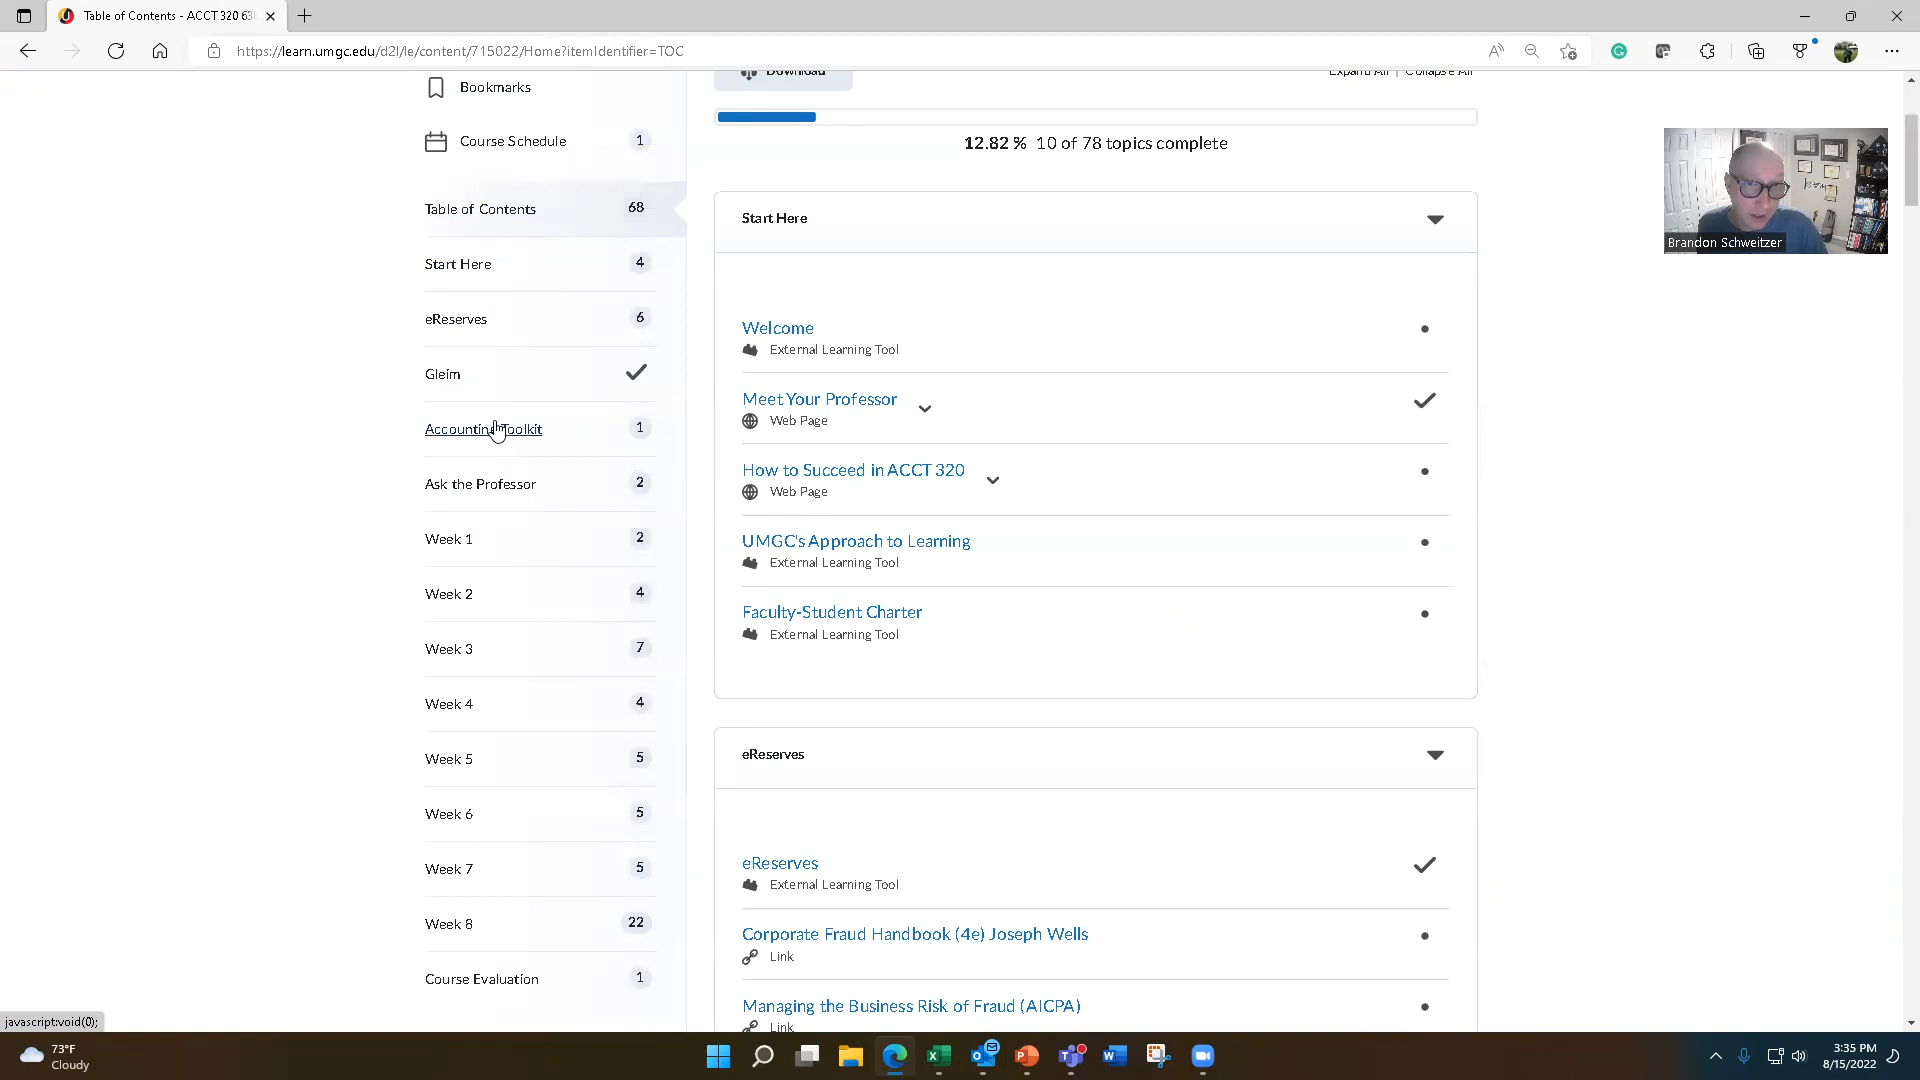 Table of Contents - ACCT 320 638
https://learn.umgc.edu/d2l/le/content/715022/Home?itemIdentifier=TOC
Bookmarks
Download
Expand All | Collapse All
Course Schedule 1
12.82 % 10 of 78 topics complete
Table of Contents 68
Start Here 4
eReserves 6
Gleim
Accounting Toolkit 1
Ask the Professor 2
Week 1 2
Week 2 4
Week 3 7
Week 4 4
Week 5 5
Week 6 5
Week 7 5
Week 8 22
Course Evaluation 1
Start Here
Welcome
External Learning Tool
Meet Your Professor
Web Page
How to Succeed in ACCT 320
Web Page
UMGC's Approach to Learning
External Learning Tool
Faculty-Student Charter
External Learning Tool
eReserves
eReserves
External Learning Tool
Corporate Fraud Handbook (4e) Joseph Wells
Link
Managing the Business Risk of Fraud (AICPA)
Link
Brandon Schweitzer
javascript:void(0);
73°F
Cloudy
3:35 PM
8/15/2022